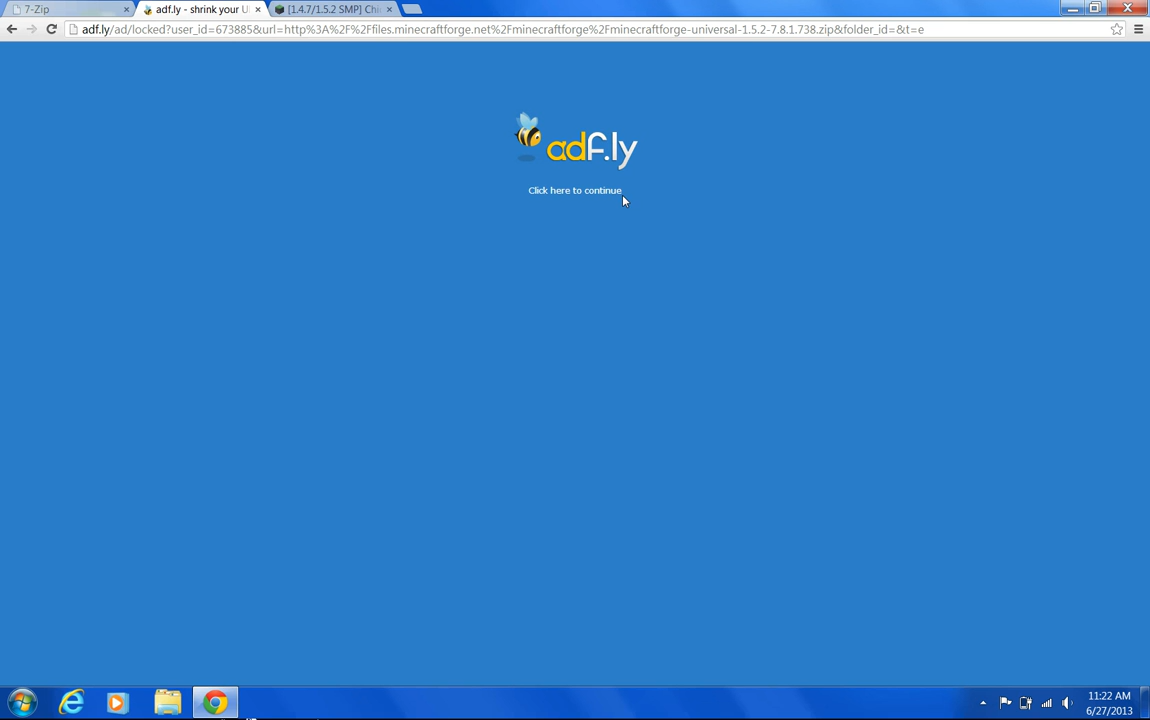 7-Zip
adf.ly - shrink your U
[1.4.7/1.5.2 SMP] Chi
adf.ly/ad/locked?user_id=673885&url=http%3A%2F%2Ffiles.minecraftforge.net%2Fminecraftforge%2Fminecraftforge-universal-1.5.2-7.8.1.738.zip&folder_id=&t=e
adf.ly
Click here to continue
11:22 AM
6/27/2013